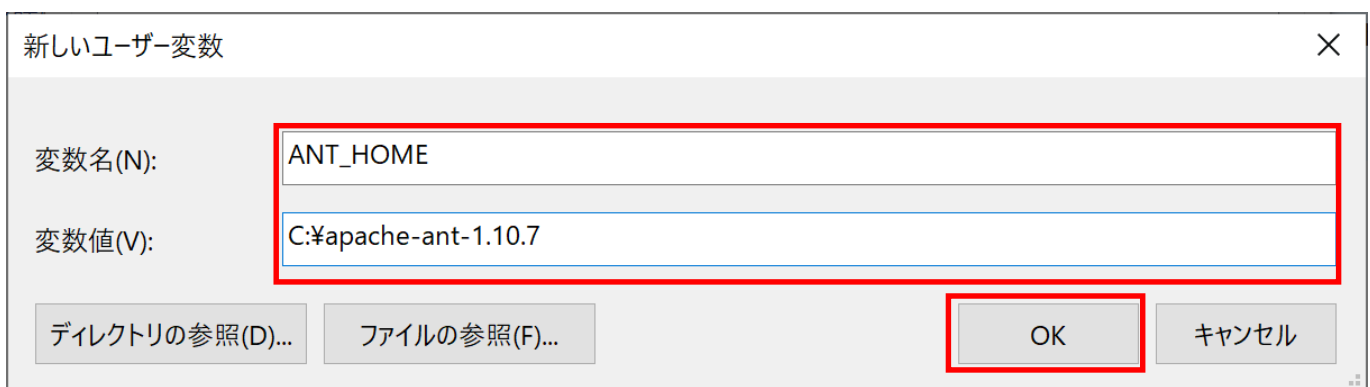 新しいユーザー変数
変数名(N):
ANT_HOME
変数値(V):
C:¥apache-ant-1.10.7
ディレクトリの参照(D)...
ファイルの参照(F)...
OK
キャンセル